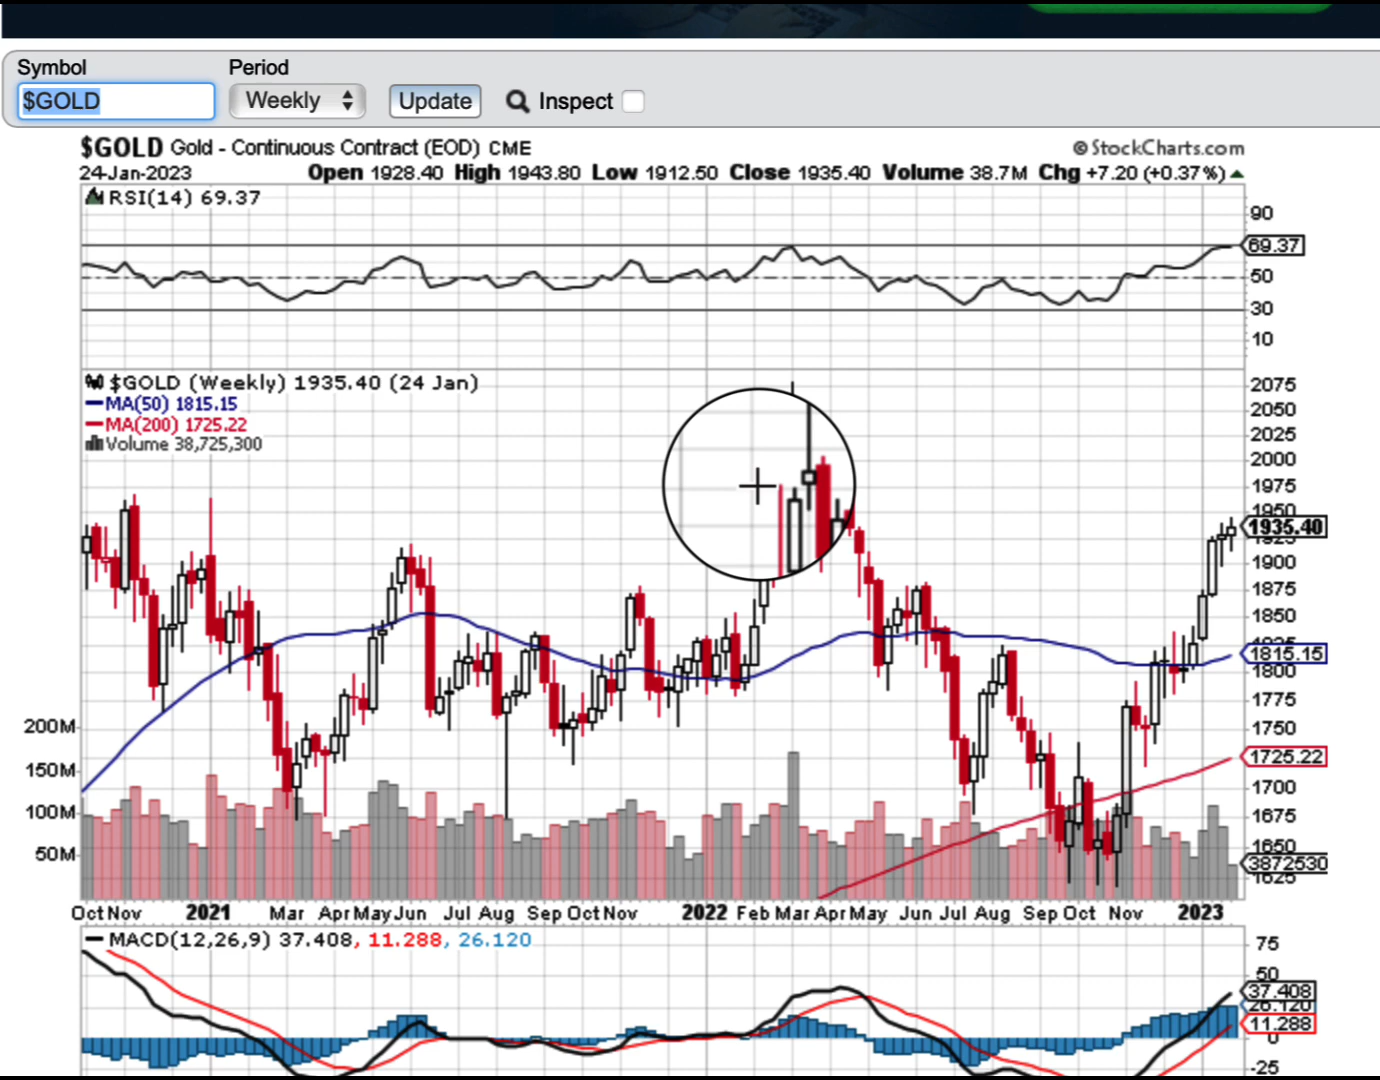 Symbol Period
$GOLD Weekly Update Inspect
$GOLD Gold - Continuous Contract (EOD) CME © StockCharts.com
24-Jan-2023 Open 1928.40 High 1943.80 Low 1912.50 Close 1935.40 Volume 38.7M Chg +7.20 (+0.37%)
RSI(14) 69.37
90
69.37
50
30
10
$GOLD (Weekly) 1935.40 (24 Jan)
MA(50) 1815.15
MA(200) 1725.22
Volume 38,725,300
2075
2050
2025
2000
1975
1950
1935.40
1925
1900
1875
1850
1825
1815.15
1800
1775
1750
1725.22
1700
1675
1650
3872530
1625
200M
150M
100M
50M
Oct Nov 2021 Mar Apr May Jun Jul Aug Sep Oct Nov 2022 Feb Mar Apr May Jun Jul Aug Sep Oct Nov 2023
MACD(12,26,9) 37.408, 11.288, 26.120
75
50
37.408
26.120
11.288
0
-25